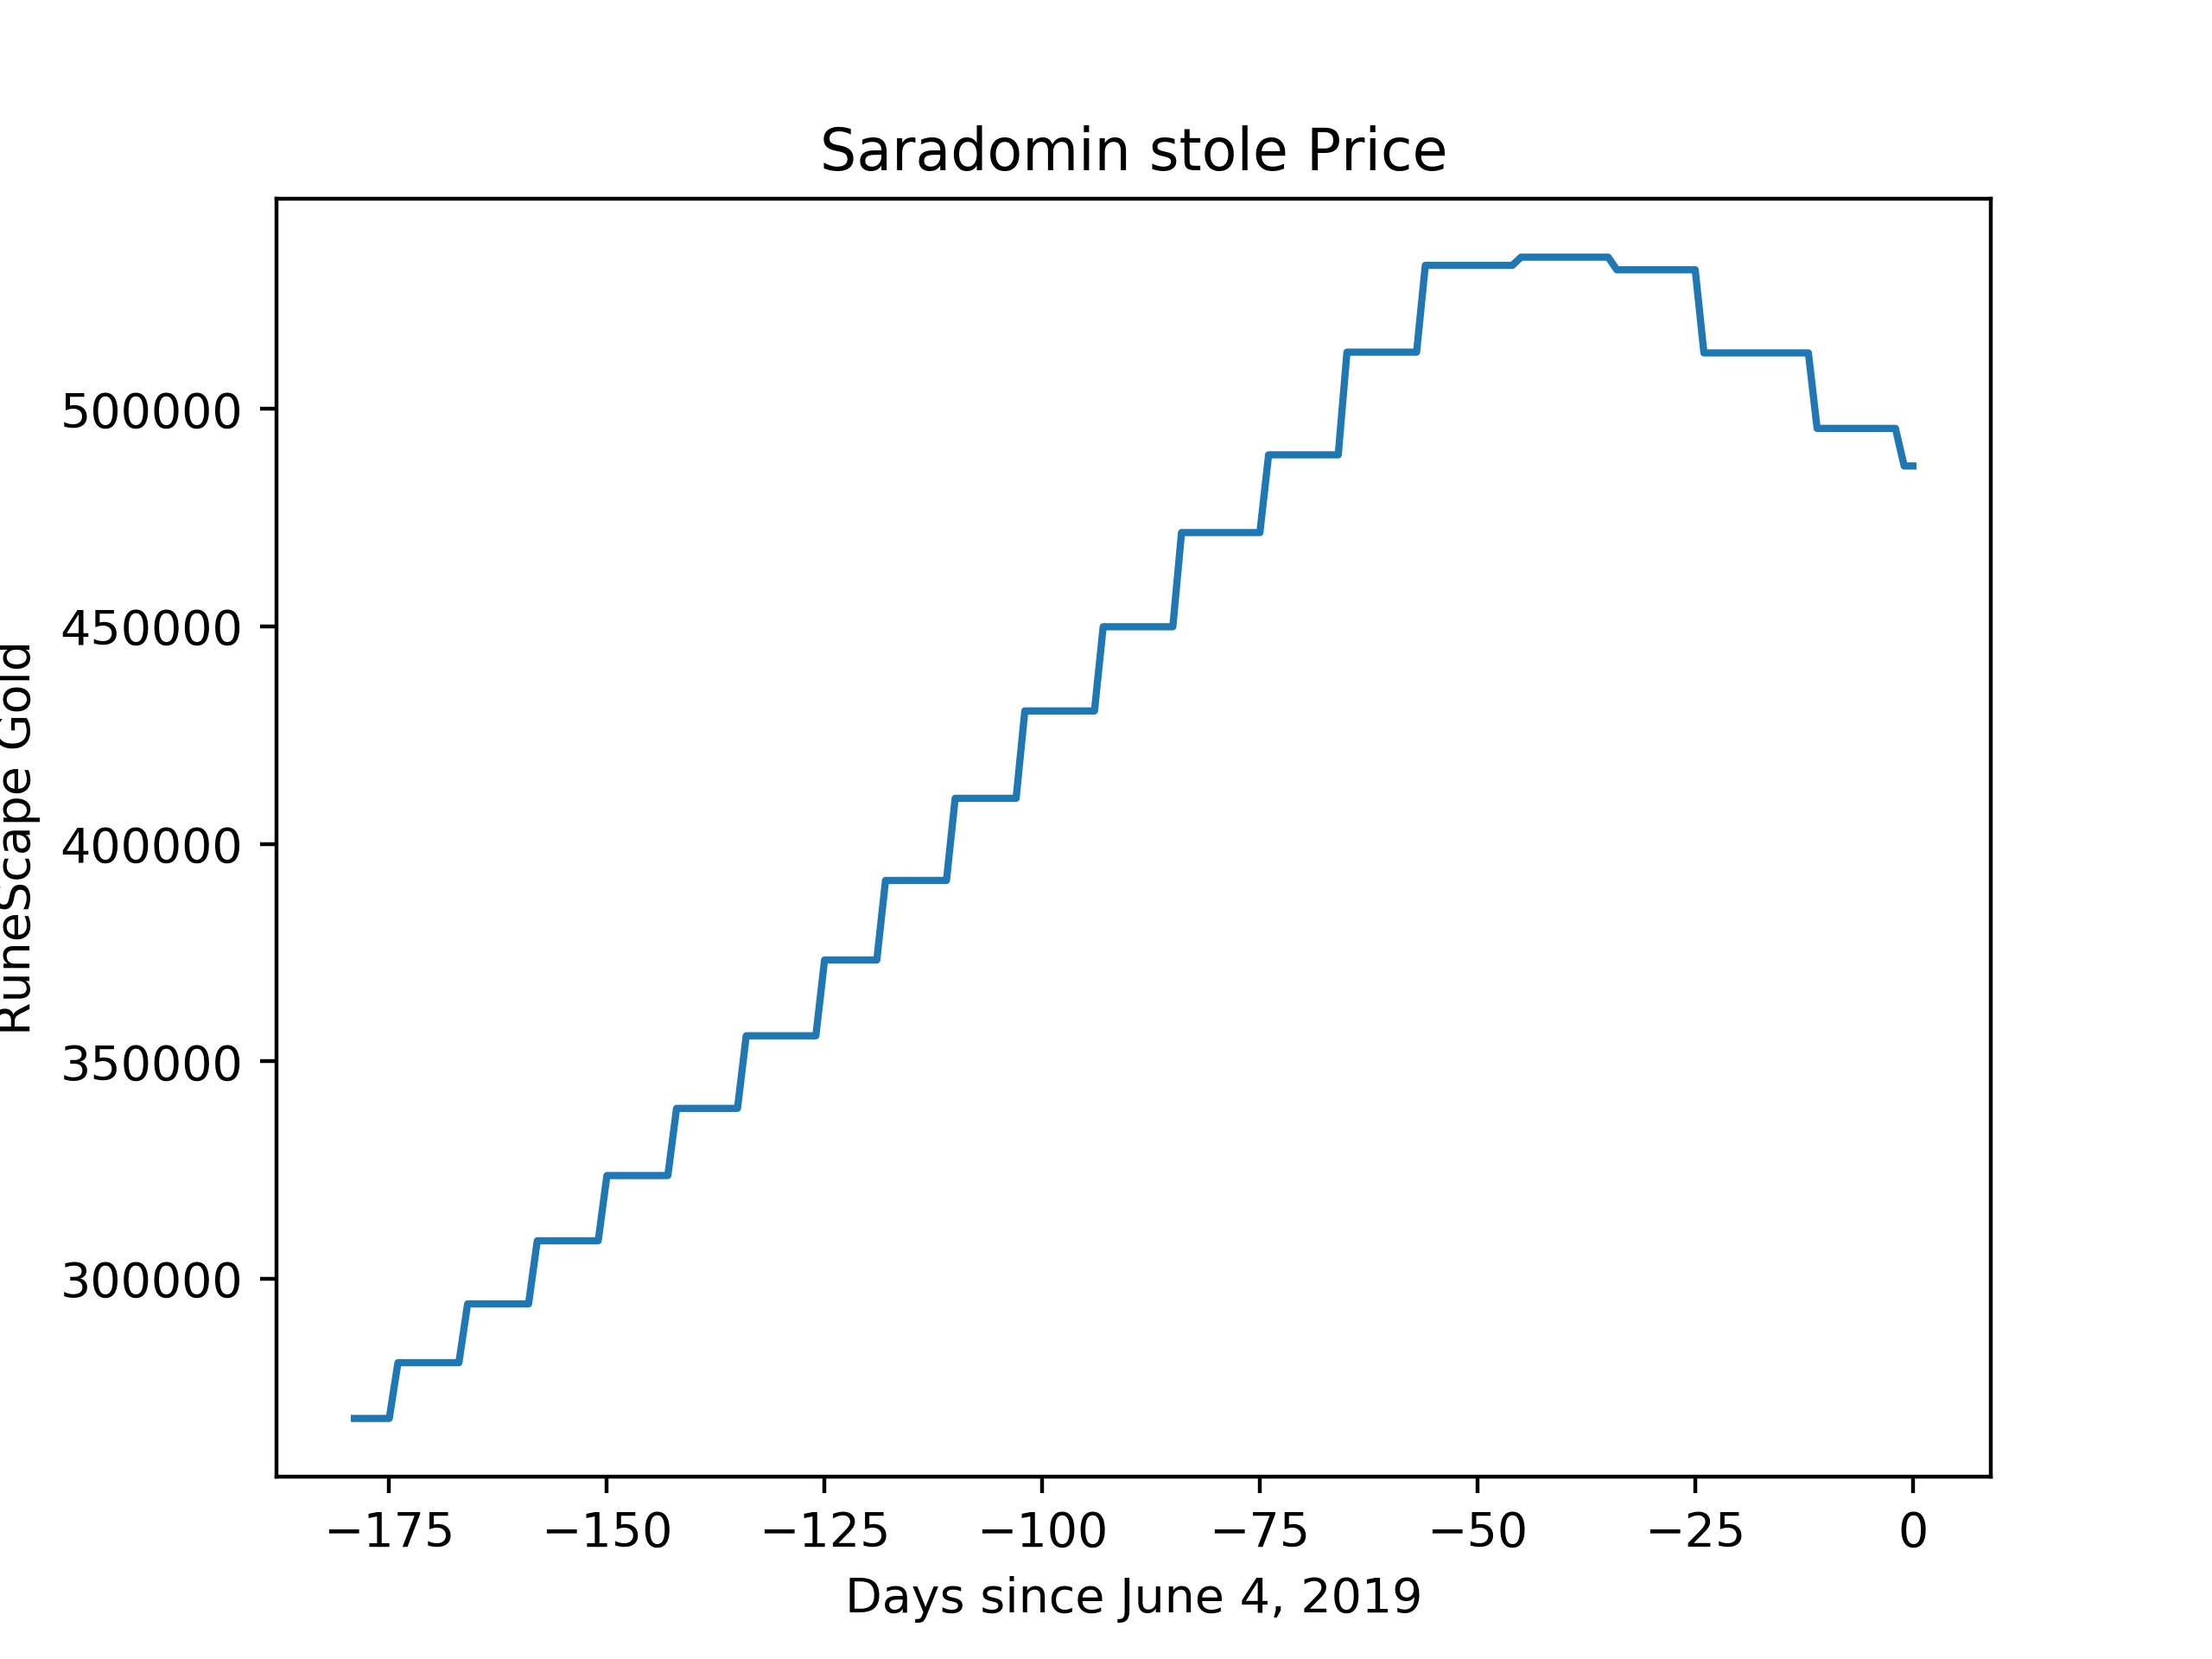 Saradomin stole Price
RuneScape Gold
500000
450000
400000
350000
300000
−175 −150 −125 −100 −75 −50 −25 0
Days since June 4, 2019